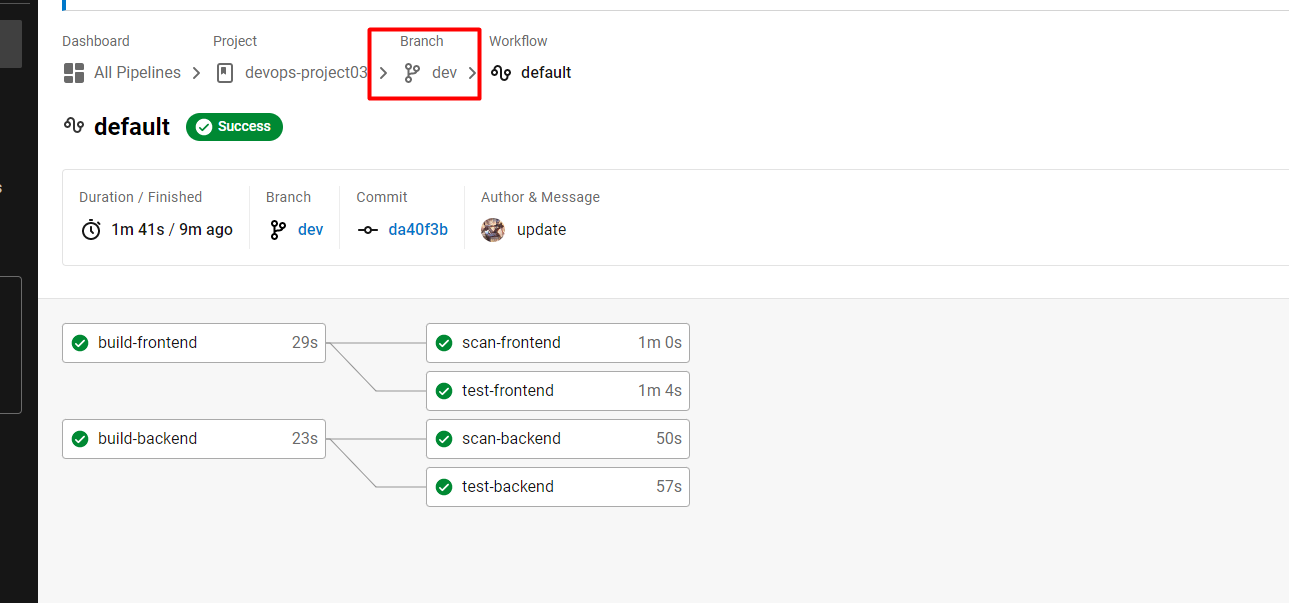 Dashboard Project Branch Workflow
All Pipelines devops-project03 dev default
default Success
Duration / Finished Branch Commit Author & Message
1m 41s / 9m ago dev da40f3b update
build-frontend 29s scan-frontend 1m 0s
test-frontend 1m 4s
build-backend 23s scan-backend 50s
test-backend 57s